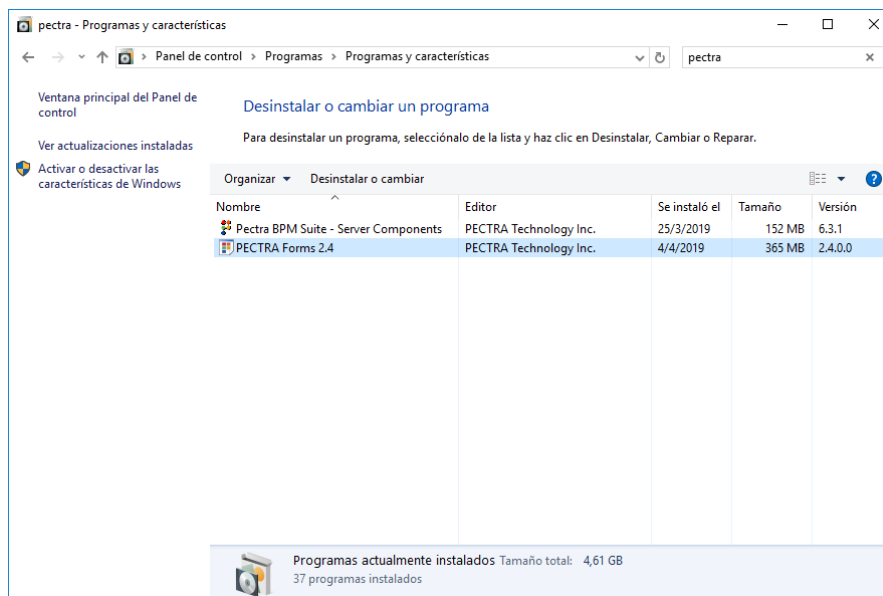 pectra - Programas y características
Panel de control > Programas > Programas y características
pectra
Ventana principal del Panel de
control
Ver actualizaciones instaladas
Activar o desactivar las
características de Windows
Desinstalar o cambiar un programa
Para desinstalar un programa, selecciónalo de la lista y haz clic en Desinstalar, Cambiar o Reparar.
Organizar Desinstalar o cambiar
Nombre Editor Se instaló el Tamaño Versión
Pectra BPM Suite - Server Components PECTRA Technology Inc. 25/3/2019 152 MB 6.3.1
PECTRA Forms 2.4 PECTRA Technology Inc. 4/4/2019 365 MB 2.4.0.0
Programas actualmente instalados Tamaño total: 4,61 GB
37 programas instalados